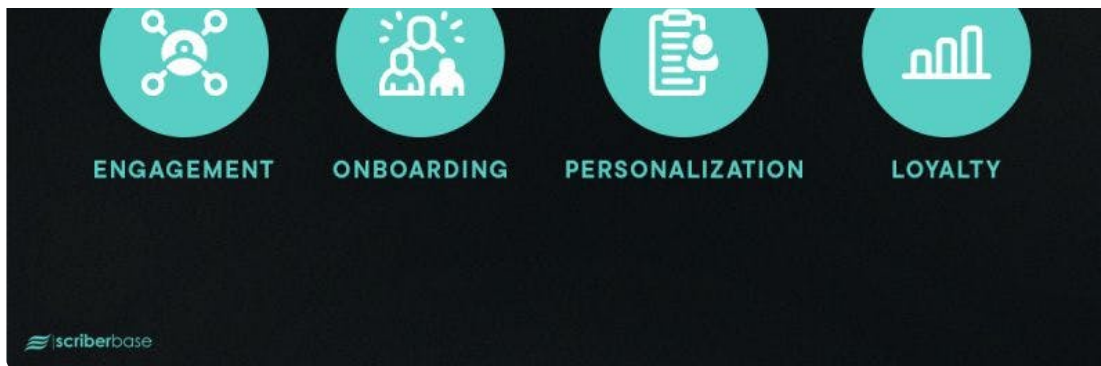 ENGAGEMENT ONBOARDING PERSONALIZATION LOYALTY
scriberbase